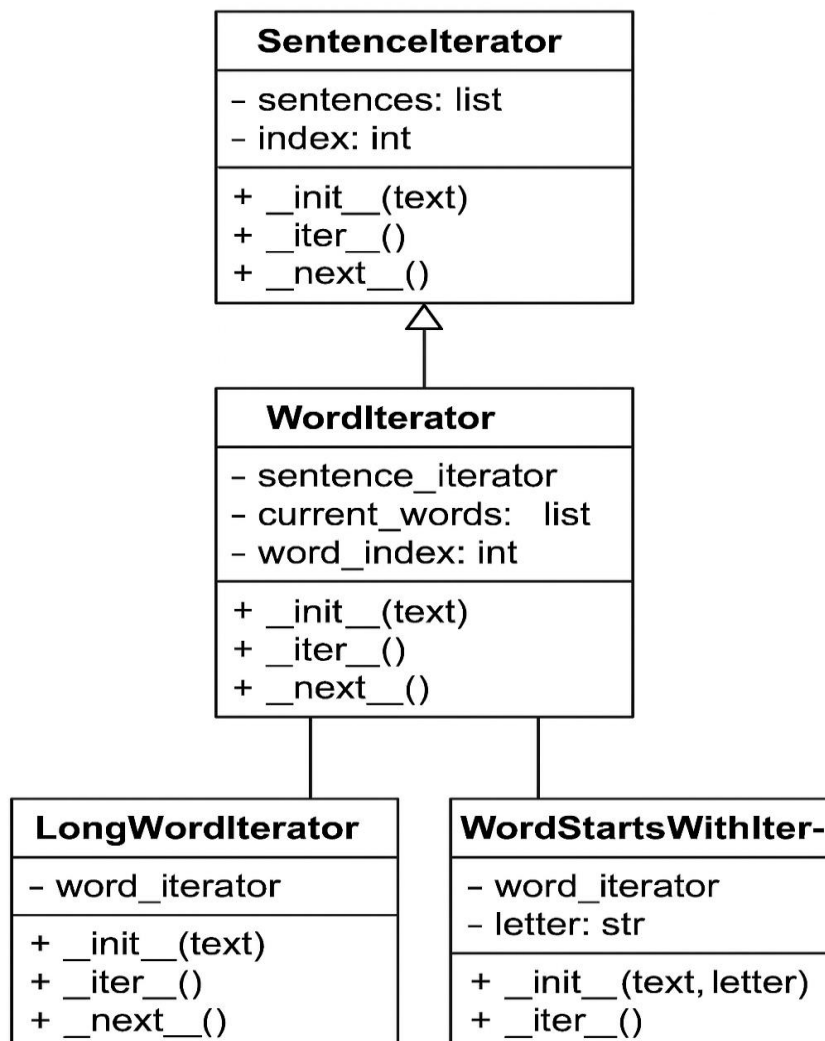 SentenceIterator
– sentences: list
– index: int
+ __init__(text)
+ __iter__()
+ __next__()
WordIterator
– sentence_iterator
– current_words: list
– word_index: int
+ __init__(text)
+ __iter__()
+ __next__()
LongWordIterator
– word_iterator
+ __init__(text)
+ __iter__()
+ __next__()
WordStartsWithIter-
– word_iterator
– letter: str
+ __init__(text, letter)
+ __iter__()